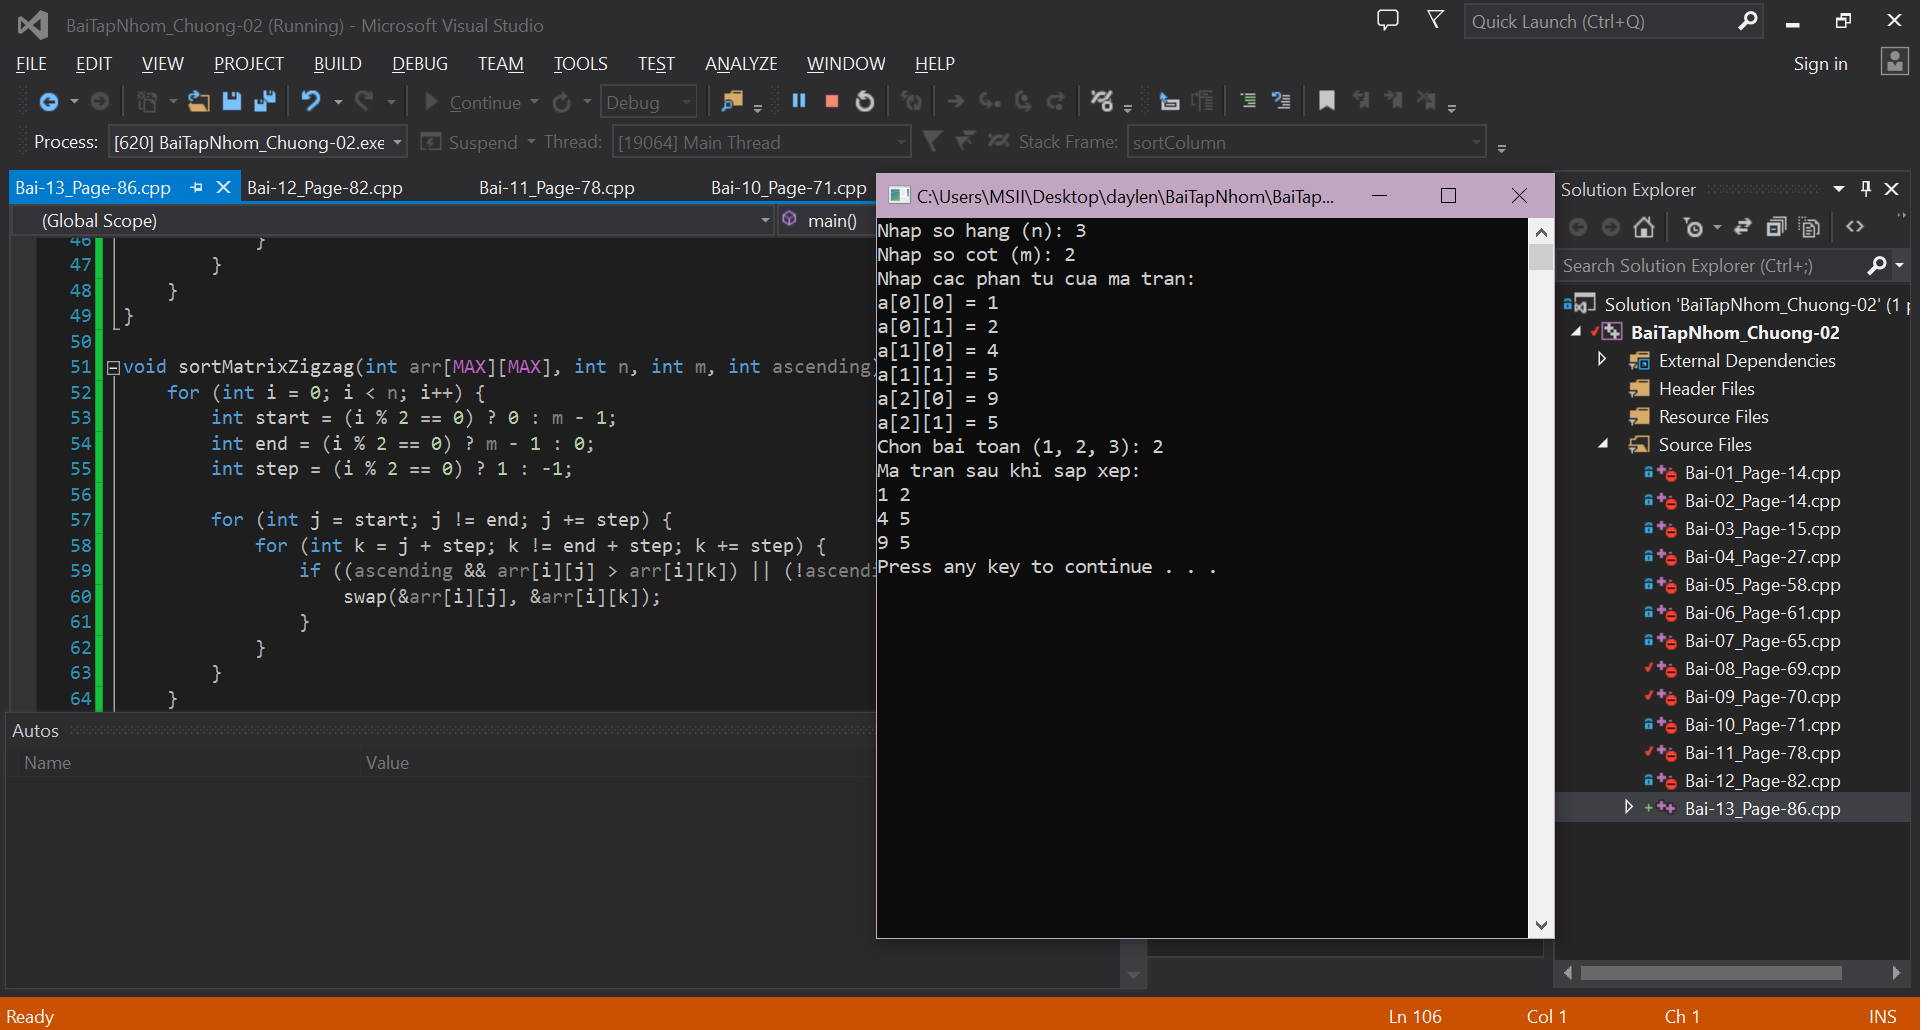 BaiTapNhom_Chuong-02 (Running) - Microsoft Visual Studio
Quick Launch (Ctrl+Q)
FILE EDIT VIEW PROJECT BUILD DEBUG TEAM TOOLS TEST ANALYZE WINDOW HELP
Sign in
Continue Debug
Process: [620] BaiTapNhom_Chuong-02.exe Suspend Thread: [19064] Main Thread Stack Frame: sortColumn
Bai-13_Page-86.cpp Bai-12_Page-82.cpp Bai-11_Page-78.cpp Bai-10_Page-71.cpp
(Global Scope) main()
46 }
47 }
48 }
49 }
50
51 void sortMatrixZigzag(int arr[MAX][MAX], int n, int m, int ascending)
52 for (int i = 0; i < n; i++) {
53 int start = (i % 2 == 0) ? 0 : m - 1;
54 int end = (i % 2 == 0) ? m - 1 : 0;
55 int step = (i % 2 == 0) ? 1 : -1;
56
57 for (int j = start; j != end; j += step) {
58 for (int k = j + step; k != end + step; k += step) {
59 if ((ascending && arr[i][j] > arr[i][k]) || (!ascendi
60 swap(&arr[i][j], &arr[i][k]);
61 }
62 }
63 }
64 }
Autos
Name Value
C:\Users\MSII\Desktop\daylen\BaiTapNhom\BaiTap...
Nhap so hang (n): 3
Nhap so cot (m): 2
Nhap cac phan tu cua ma tran:
a[0][0] = 1
a[0][1] = 2
a[1][0] = 4
a[1][1] = 5
a[2][0] = 9
a[2][1] = 5
Chon bai toan (1, 2, 3): 2
Ma tran sau khi sap xep:
1 2
4 5
9 5
Press any key to continue . . .
Solution Explorer
Search Solution Explorer (Ctrl+;)
Solution 'BaiTapNhom_Chuong-02' (1 p
BaiTapNhom_Chuong-02
External Dependencies
Header Files
Resource Files
Source Files
Bai-01_Page-14.cpp
Bai-02_Page-14.cpp
Bai-03_Page-15.cpp
Bai-04_Page-27.cpp
Bai-05_Page-58.cpp
Bai-06_Page-61.cpp
Bai-07_Page-65.cpp
Bai-08_Page-69.cpp
Bai-09_Page-70.cpp
Bai-10_Page-71.cpp
Bai-11_Page-78.cpp
Bai-12_Page-82.cpp
Bai-13_Page-86.cpp
Ready Ln 106 Col 1 Ch 1 INS